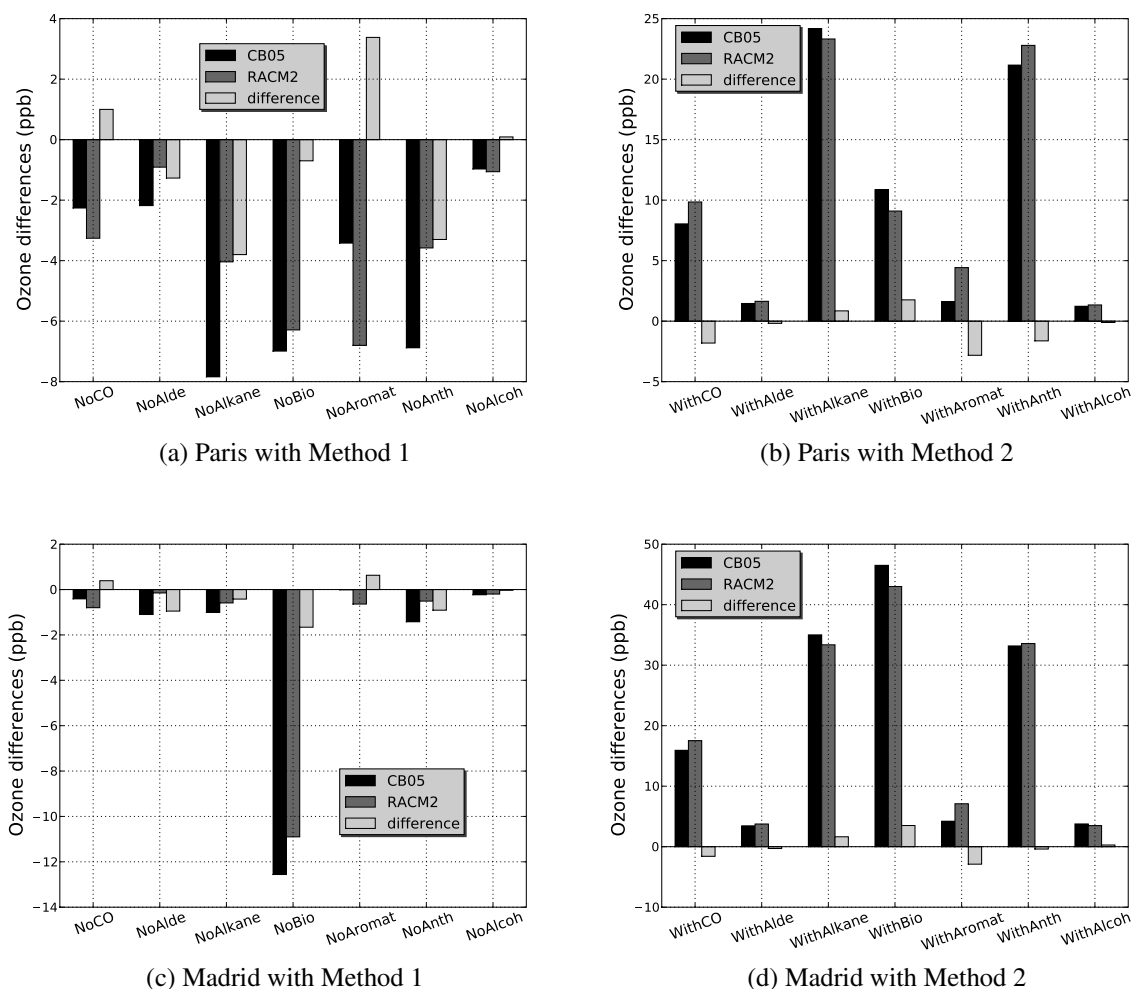 4
2
0
−2
−4
−6
−8
Ozone differences (ppb)
CB05
RACM2
difference
NoCO
NoAlde
NoAlkane
NoBio
NoAromat
NoAnth
NoAlcoh
(a) Paris with Method 1
25
20
15
10
5
0
−5
Ozone differences (ppb)
CB05
RACM2
difference
WithCO
WithAlde
WithAlkane
WithBio
WithAromat
WithAnth
WithAlcoh
(b) Paris with Method 2
2
0
−2
−4
−6
−8
−10
−12
−14
Ozone differences (ppb)
CB05
RACM2
difference
NoCO
NoAlde
NoAlkane
NoBio
NoAromat
NoAnth
NoAlcoh
(c) Madrid with Method 1
50
40
30
20
10
0
−10
Ozone differences (ppb)
CB05
RACM2
difference
WithCO
WithAlde
WithAlkane
WithBio
WithAromat
WithAnth
WithAlcoh
(d) Madrid with Method 2